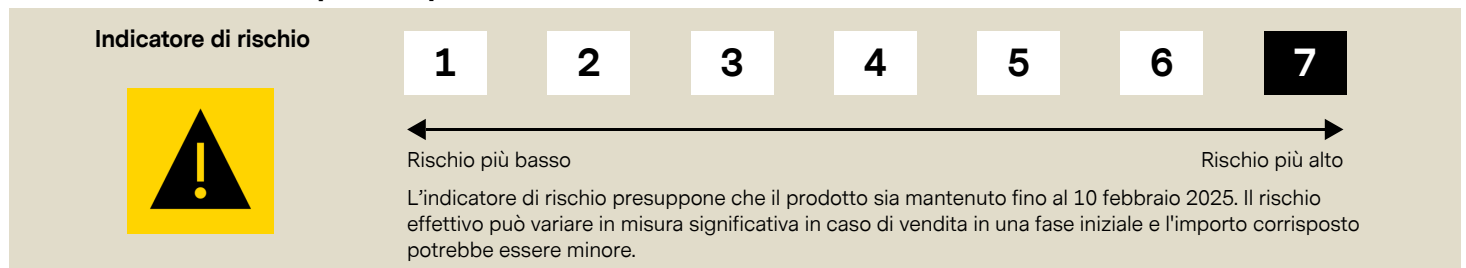 Indicatore di rischio
1 2 3 4 5 6 7
Rischio più basso Rischio più alto
L'indicatore di rischio presuppone che il prodotto sia mantenuto fino al 10 febbraio 2025. Il rischio
effettivo può variare in misura significativa in caso di vendita in una fase iniziale e l'importo corrisposto
potrebbe essere minore.